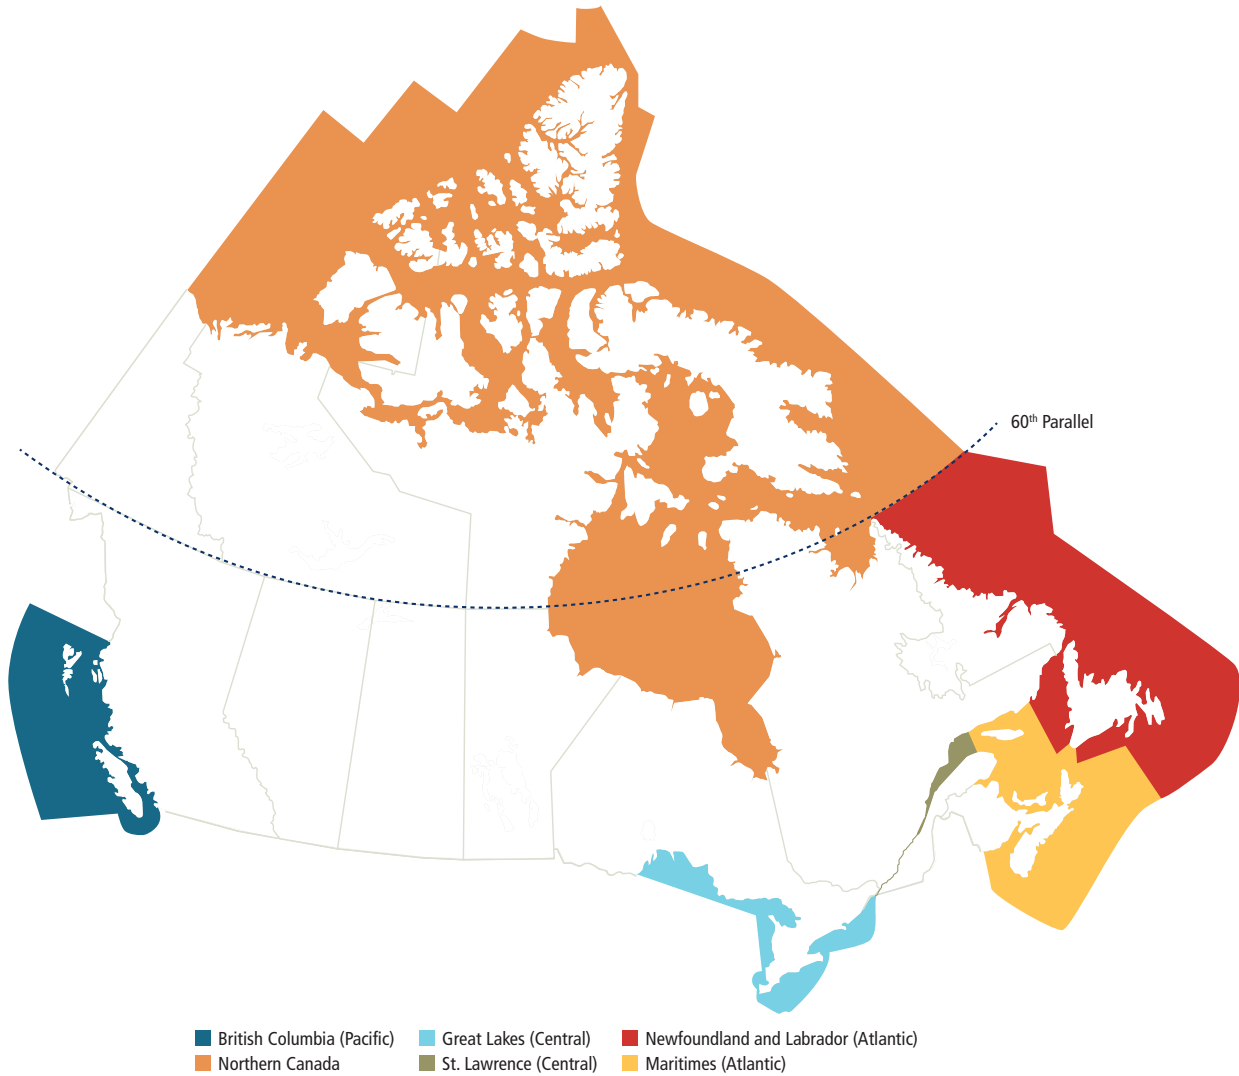 60th Parallel
British Columbia (Pacific)
Great Lakes (Central)
Newfoundland and Labrador (Atlantic)
Northern Canada
St. Lawrence (Central)
Maritimes (Atlantic)